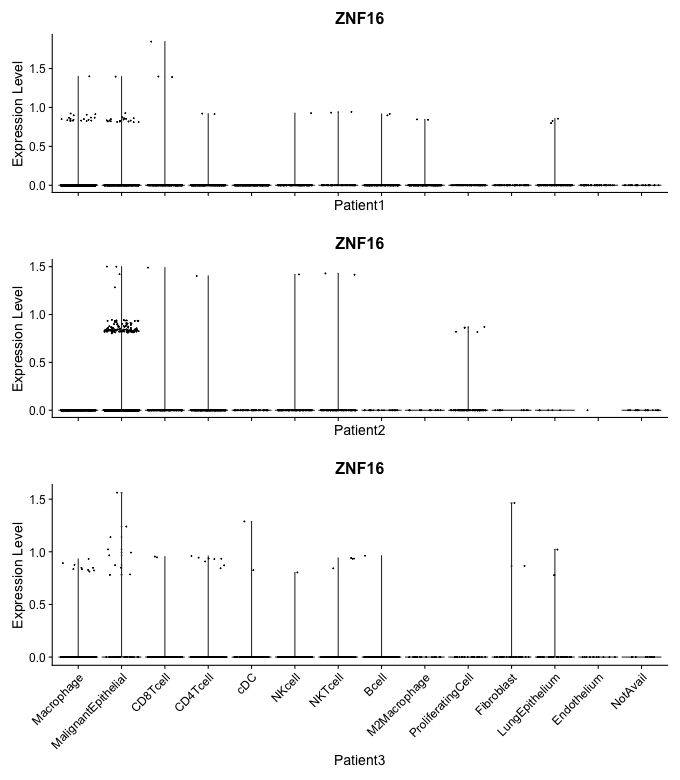 ZNF16
Expression Level
1.5
1.0
0.5
0.0
Patient1
ZNF16
Expression Level
1.5
1.0
0.5
0.0
Patient2
ZNF16
Expression Level
1.5
1.0
0.5
0.0
Macrophage
MalignantEpithelial
CD8Tcell
CD4Tcell
cDC
NKcell
NKTcell
Bcell
M2Macrophage
ProliferatingCell
Fibroblast
LungEpithelium
Endothelium
NotAvail
Patient3